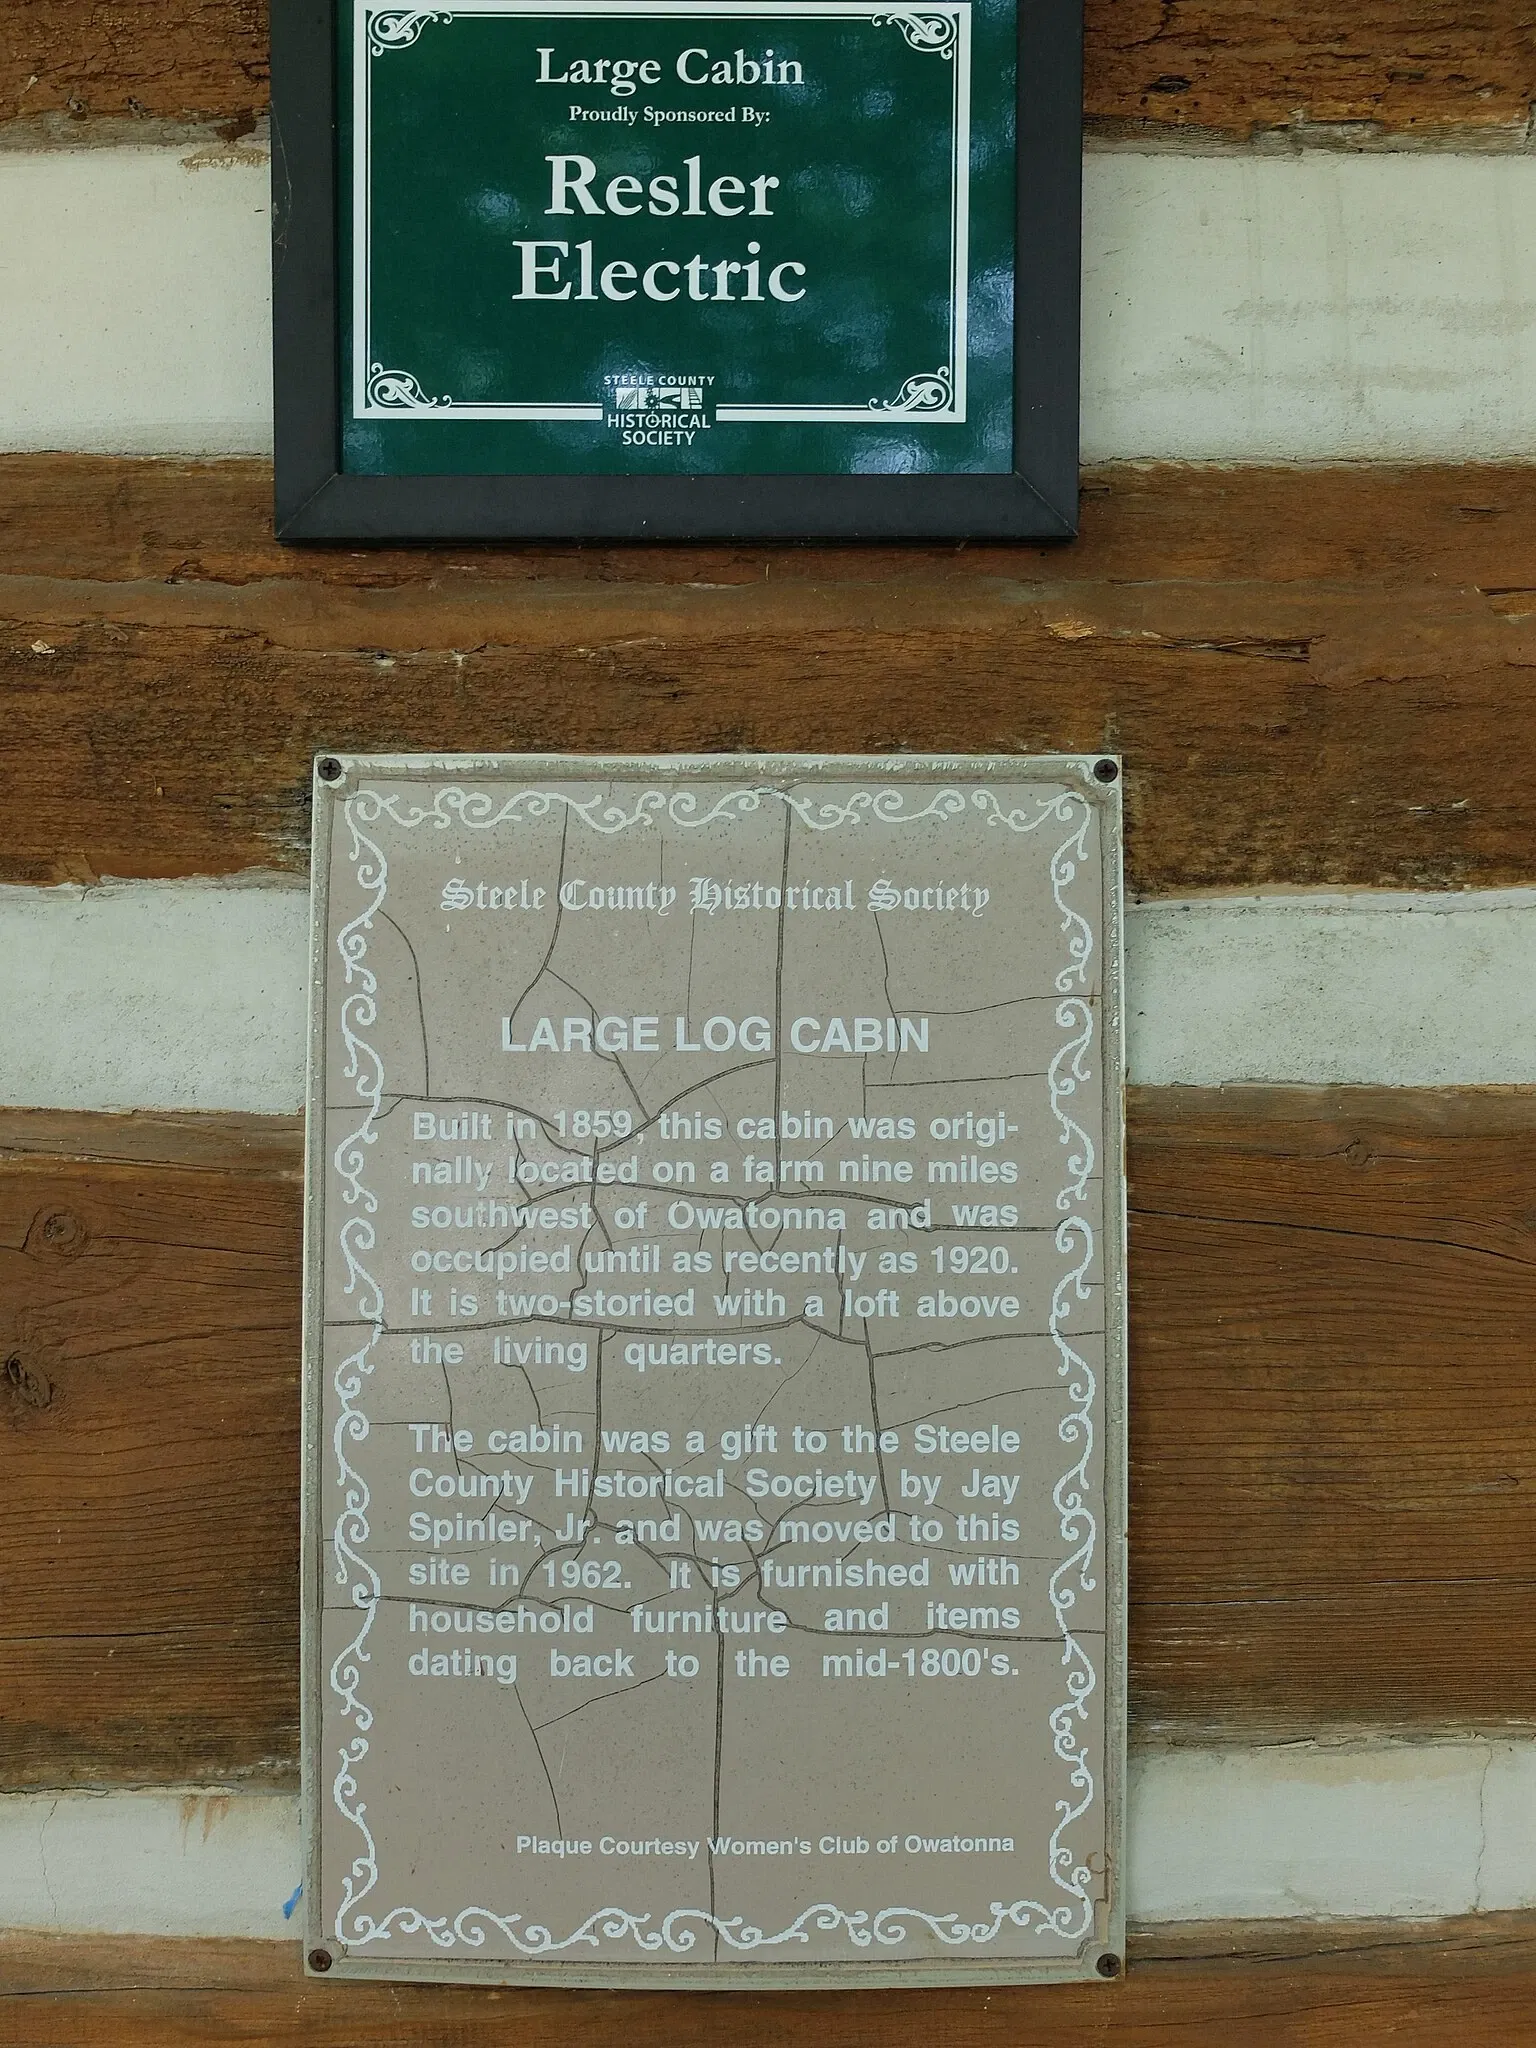 Large Cabin
Proudly Sponsored By:
Resler
Electric
STEELE COUNTY
HISTORICAL
SOCIETY
Steele County Historical Society
LARGE LOG CABIN
Built in 1859, this cabin was origi-
nally located on a farm nine miles
southwest of Owatonna and was
occupied until as recently as 1920.
It is two-storied with a loft above
the living quarters.
The cabin was a gift to the Steele
County Historical Society by Jay
Spinler, Jr. and was moved to this
site in 1962. It is furnished with
household furniture and items
dating back to the mid-1800's.
Plaque Courtesy Women's Club of Owatonna